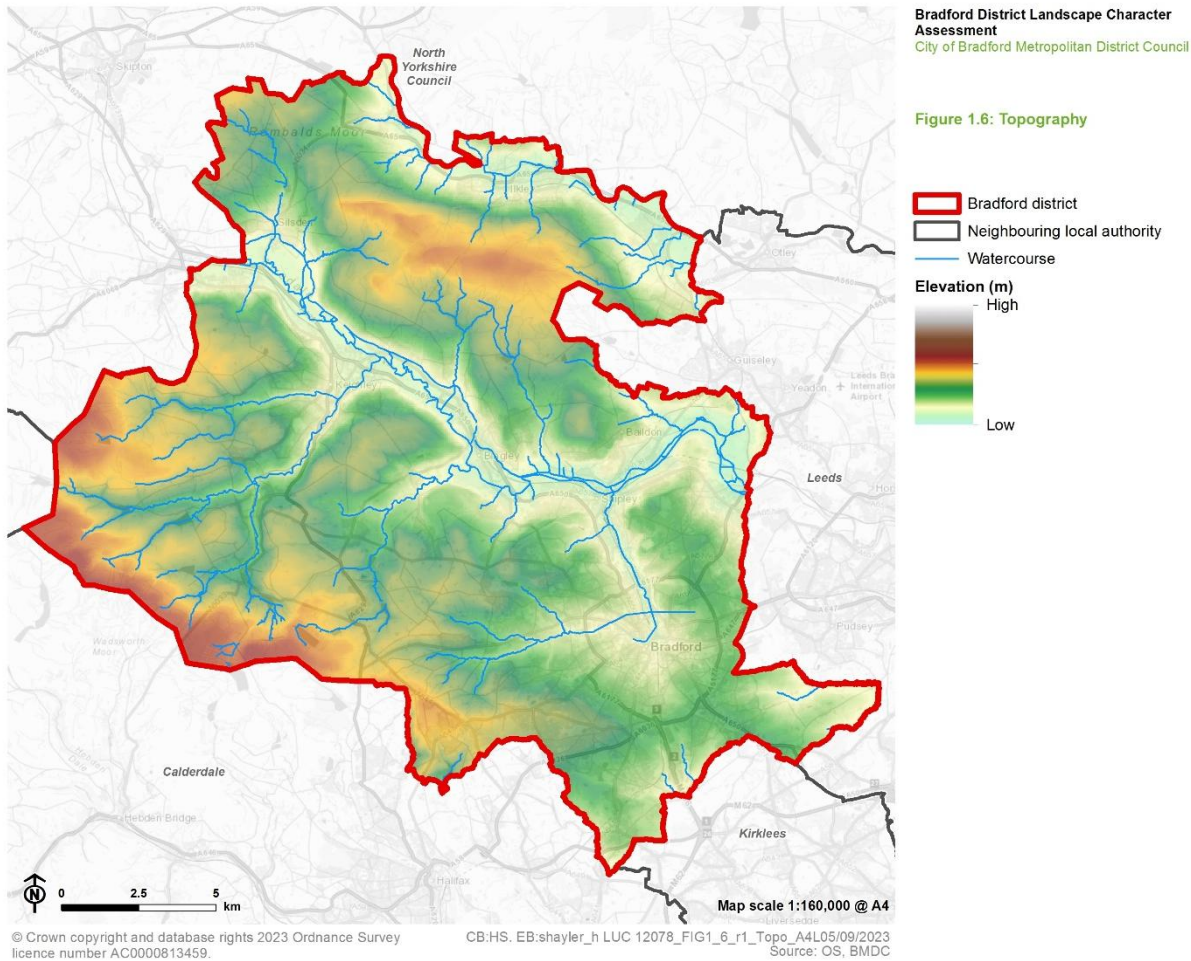 Bradford District Landscape Character
Assessment
City of Bradford Metropolitan District Council
Figure 1.6: Topography
Bradford district
Neighbouring local authority
Watercourse
Elevation (m)
High
Low
North
Yorkshire
Council
Skipton
Rombalds Moor
Ilkley
Silsden
Otley
Guiseley
Yeadon
Keighley
Baildon
Bingley
Shipley
Leeds
Pudsey
Bradford
Wadsworth
Moor
Calderdale
Hebden Bridge
Halifax
Kirklees
M62
Liversedge
N
0
2.5
5
km
Map scale 1:160,000 @ A4
© Crown copyright and database rights 2023 Ordnance Survey
licence number AC0000813459.
CB:HS. EB:shayler_h LUC 12078_FIG1_6_r1_Topo_A4L05/09/2023
Source: OS, BMDC